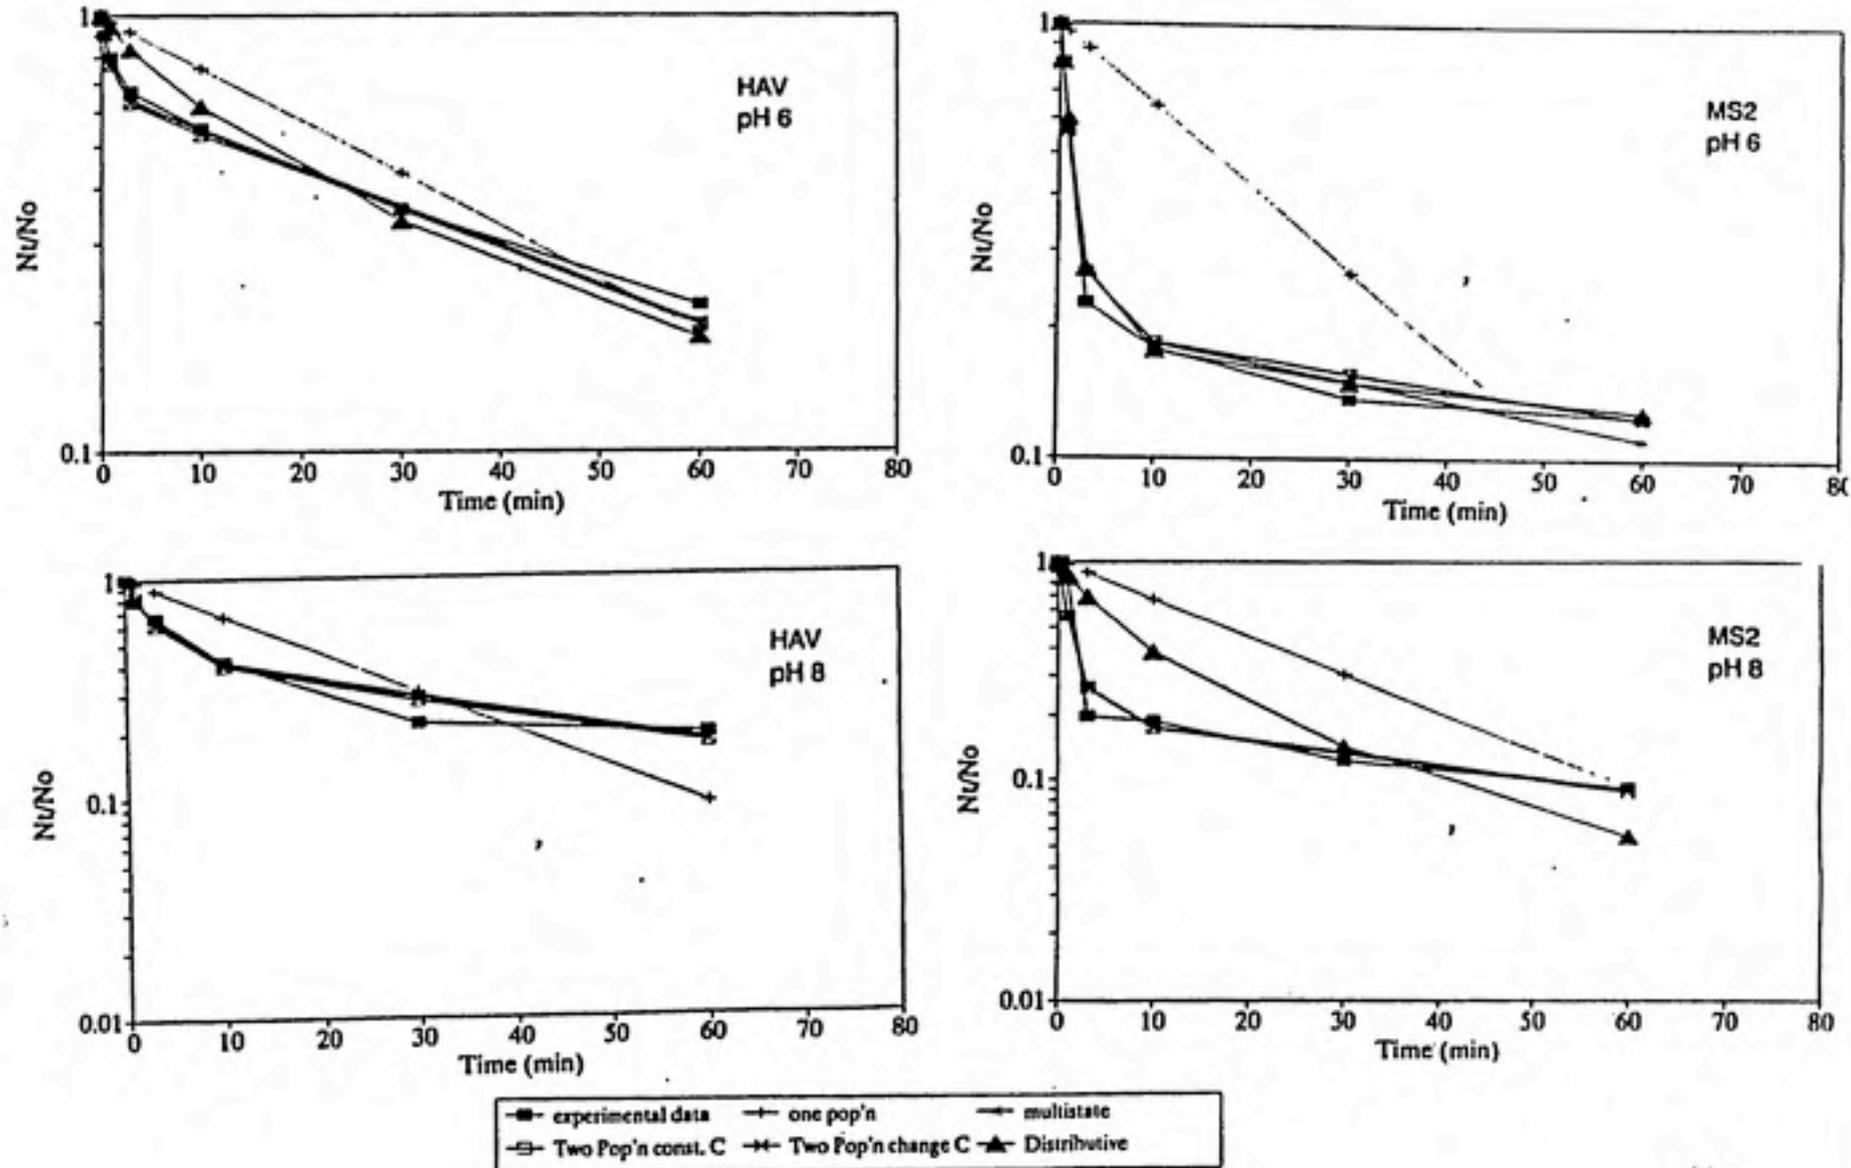 1
HAV
pH 6
Nt/No
0.1
0 10 20 30 40 50 60 70 80
Time (min)
1
MS2
pH 6
Nt/No
0.1
0 10 20 30 40 50 60 70 80
Time (min)
1
HAV
pH 8
Nt/No
0.1
0.01
0 10 20 30 40 50 60 70 80
Time (min)
1
MS2
pH 8
Nt/No
0.1
0.01
0 10 20 30 40 50 60 70 80
Time (min)
experimental data one pop'n multistate
Two Pop'n const. C Two Pop'n change C Distributive